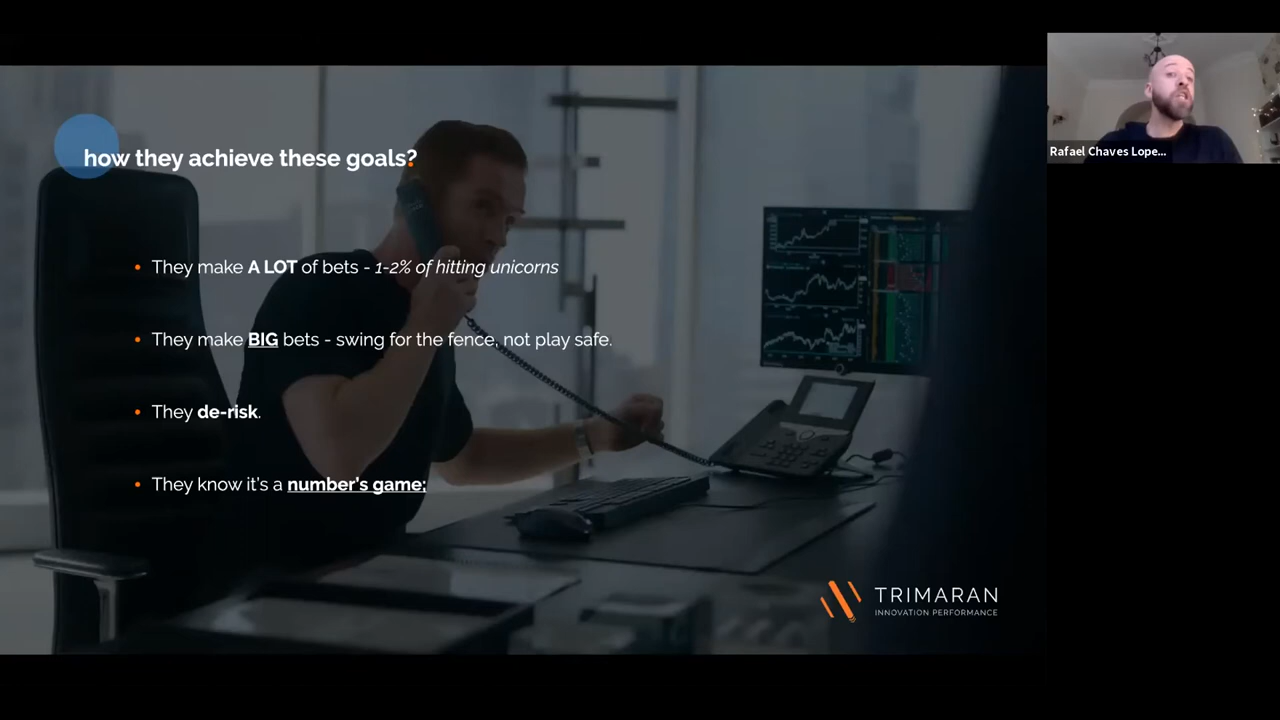 how they achieve these goals?
They make A LOT of bets - 1-2% of hitting unicorns
They make BIG bets - swing for the fence, not play safe.
They de-risk.
They know it's a number's game;
TRIMARAN
INNOVATION PERFORMANCE
Rafael Chaves Lope...